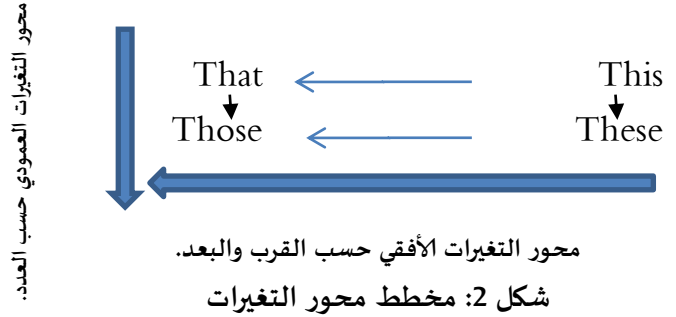 محور التغيرات العمودي حسب العدد.
That This
Those These
محور التغيرات الأفقي حسب القرب والبعد.
شكل 2: مخطط محور التغيرات